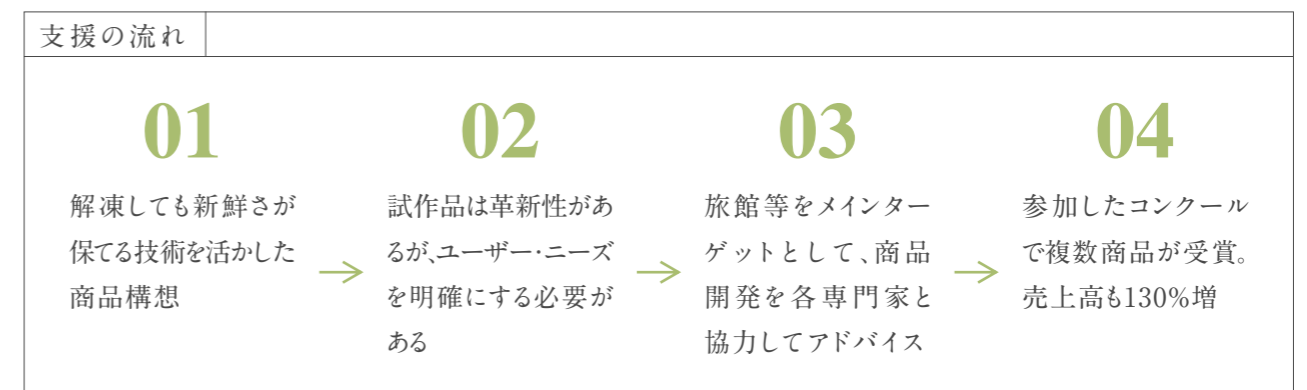 支援の流れ
01
解凍しても新鮮さが
保てる技術を活かした
商品構想
02
試作品は革新性があ
るが、ユーザー・ニーズ
を明確にする必要が
ある
03
旅館等をメインター
ゲットとして、商品
開発を各専門家と
協力してアドバイス
04
参加したコンクール
で複数商品が受賞。
売上高も130%増